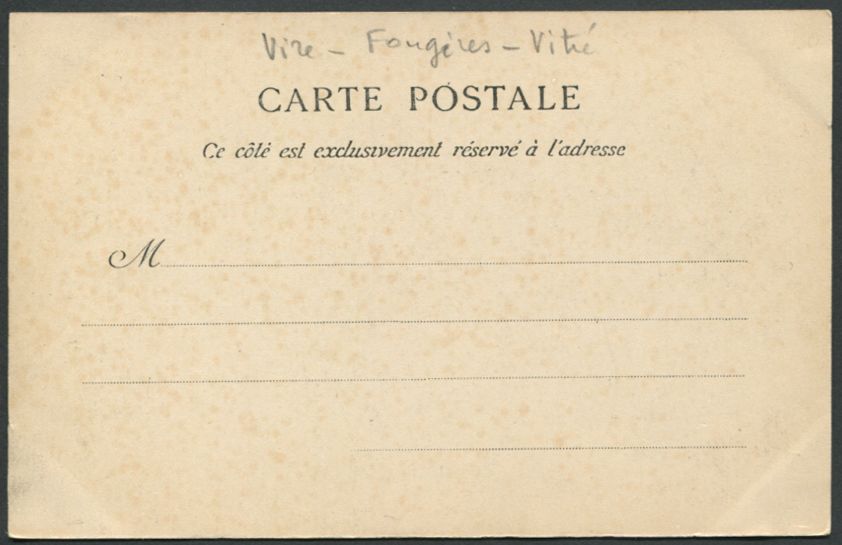 Vire - Fougères - Vitré
CARTE POSTALE
Ce côté est exclusivement réservé à l'adresse
M